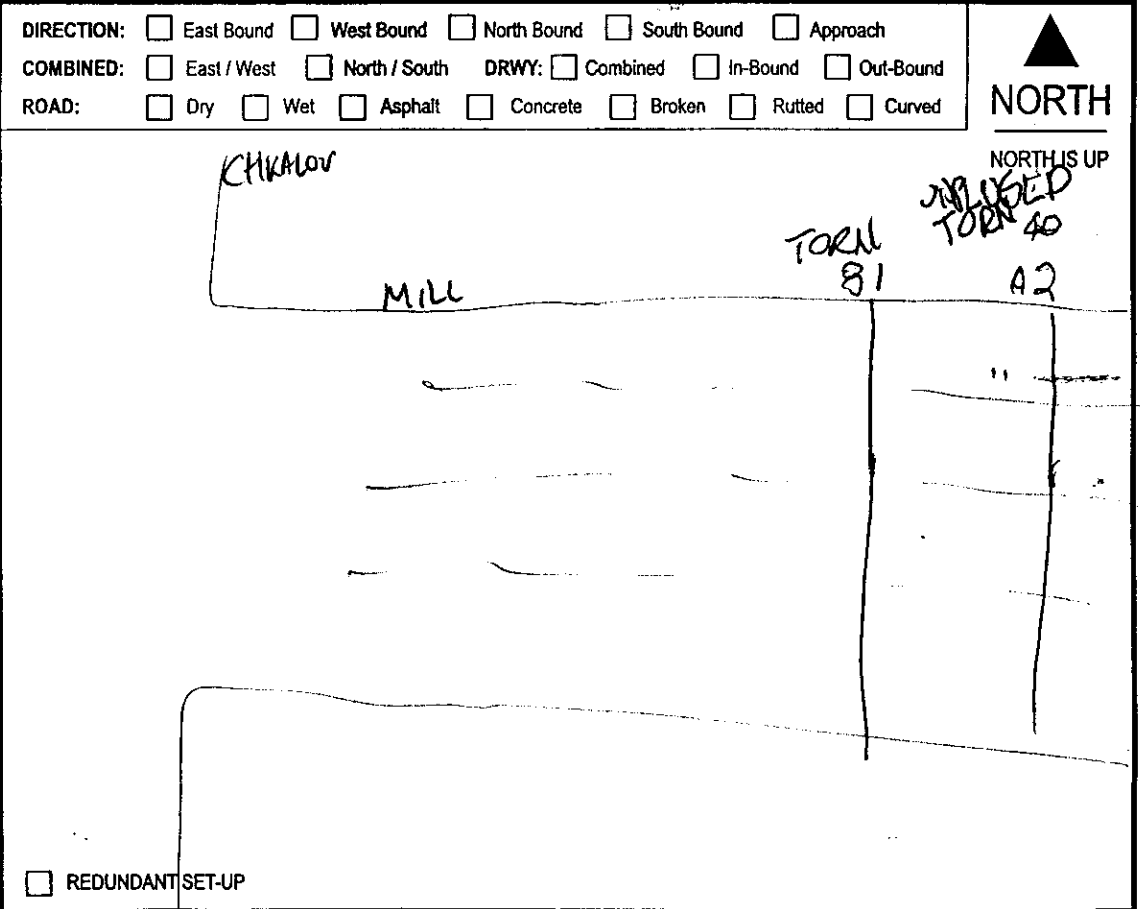 DIRECTION: East Bound West Bound North Bound South Bound Approach
COMBINED: East / West North / South DRWY: Combined In-Bound Out-Bound
ROAD: Dry Wet Asphalt Concrete Broken Rutted Curved
NORTH
NORTH IS UP
CHKALOV
TORN 40
TORN
81
A2
MILL
REDUNDANT SET-UP